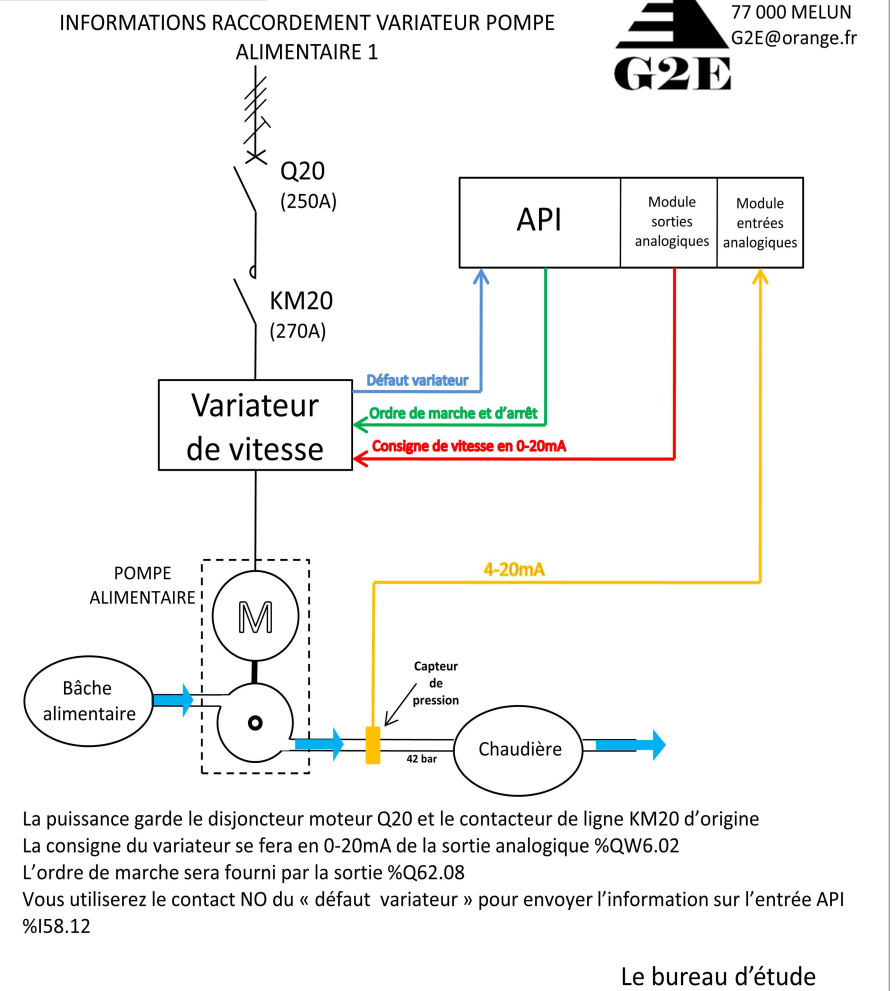 INFORMATIONS RACCORDEMENT VARIATEUR POMPE
ALIMENTAIRE 1
77 000 MELUN
G2E@orange.fr
G2E
Q20
(250A)
KM20
(270A)
API
Module
sorties
analogiques
Module
entrées
analogiques
Défaut variateur
Ordre de marche et d’arrêt
Consigne de vitesse en 0-20mA
Variateur
de vitesse
4-20mA
POMPE
ALIMENTAIRE
M
Capteur
de
pression
Bâche
alimentaire
42 bar
Chaudière
La puissance garde le disjoncteur moteur Q20 et le contacteur de ligne KM20 d’origine
La consigne du variateur se fera en 0-20mA de la sortie analogique %QW6.02
L’ordre de marche sera fourni par la sortie %Q62.08
Vous utiliserez le contact NO du « défaut variateur » pour envoyer l’information sur l’entrée API
%I58.12
Le bureau d’étude